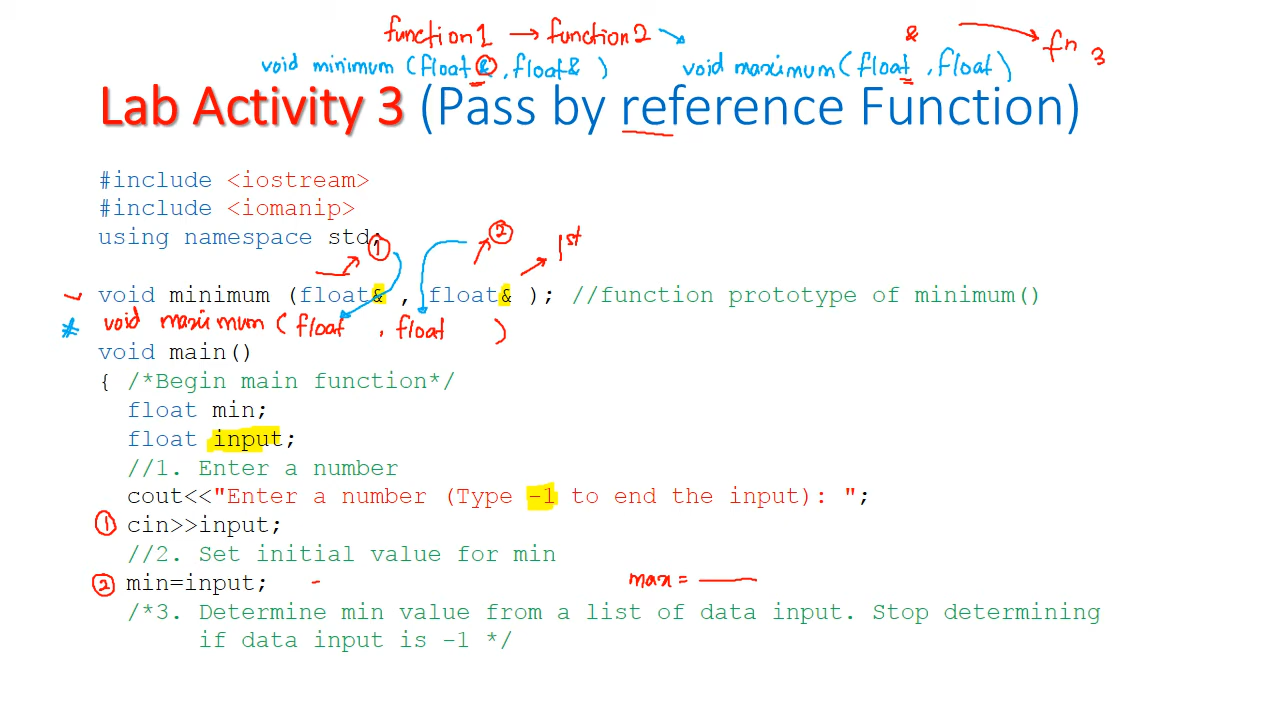 function1 → function2 & fn 3
void minimum (float& , float& ) void maximum (float , float)
Lab Activity 3 (Pass by reference Function)
#include <iostream>
#include <iomanip>
using namespace std;
① ② 1st
void minimum (float& , float& ); //function prototype of minimum()
* void maximum (float , float )
void main()
{ /*Begin main function*/
float min;
float input;
//1. Enter a number
cout<<"Enter a number (Type -1 to end the input): ";
① cin>>input;
//2. Set initial value for min
② min=input; max =
/*3. Determine min value from a list of data input. Stop determining
if data input is -1 */